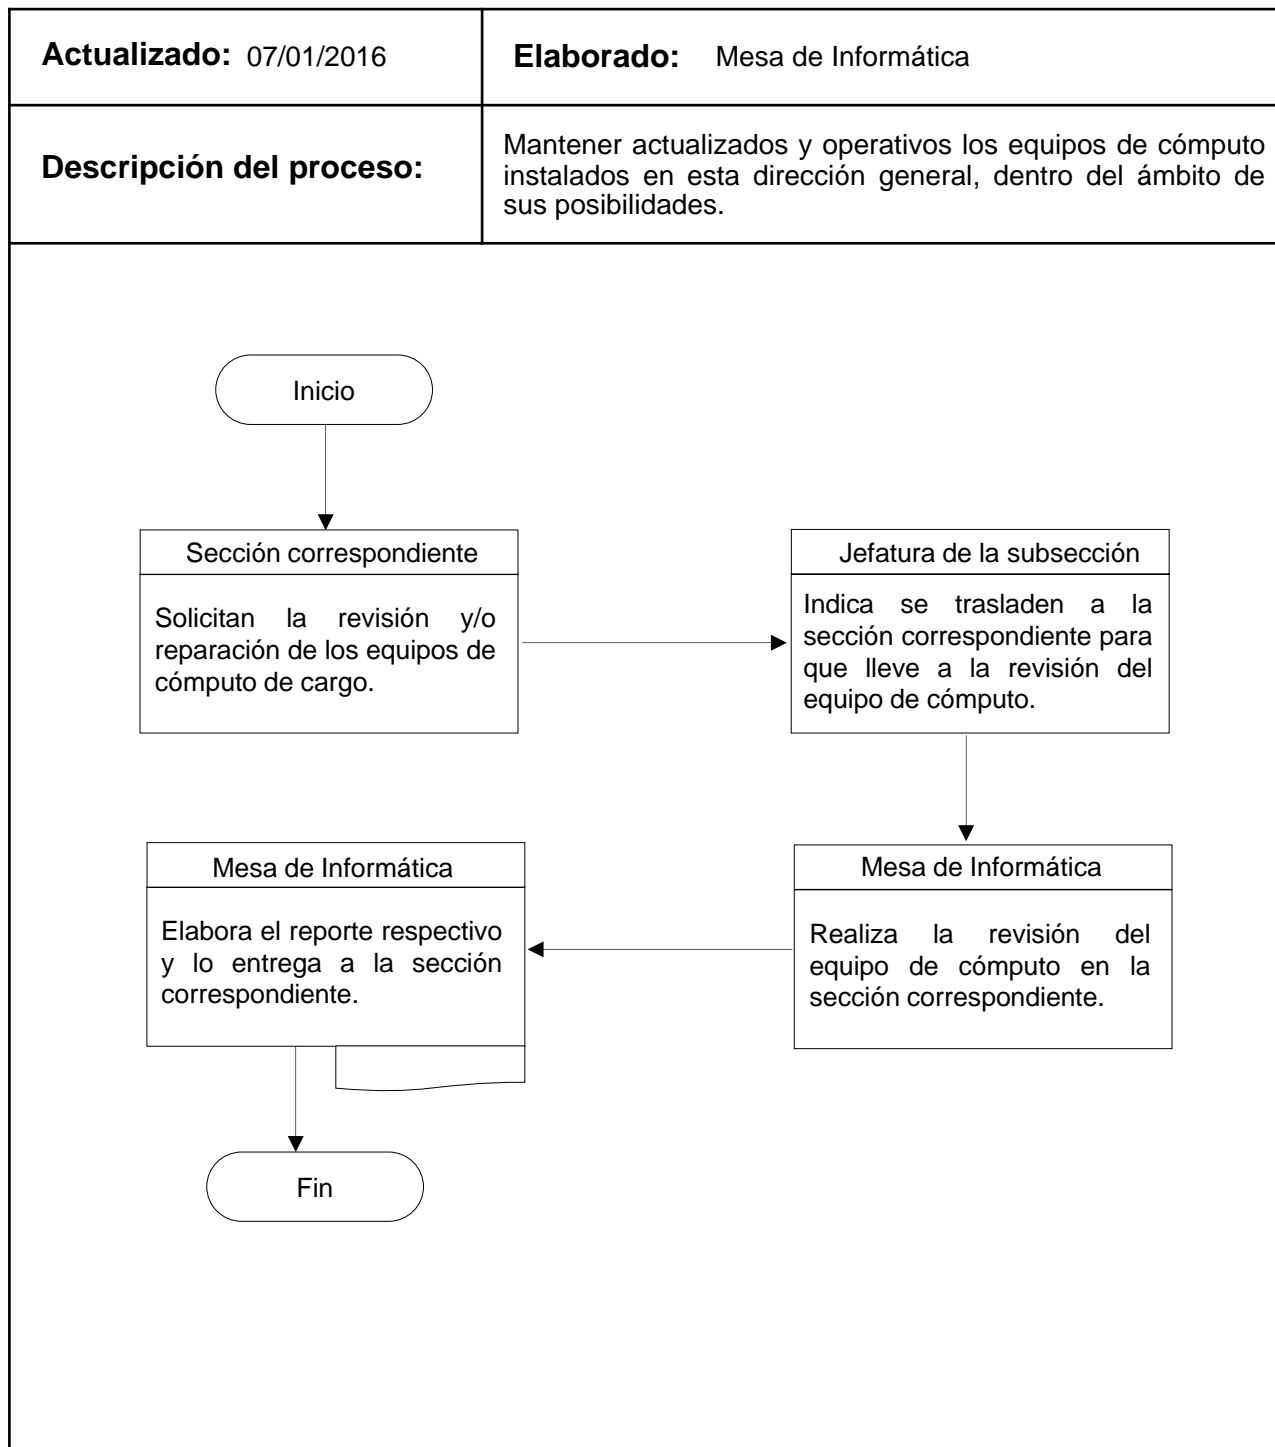 Actualizado: 07/01/2016
Elaborado: Mesa de Informática
Descripción del proceso:
Mantener actualizados y operativos los equipos de cómputo
instalados en esta dirección general, dentro del ámbito de
sus posibilidades.
Inicio
Sección correspondiente
Solicitan la revisión y/o
reparación de los equipos de
cómputo de cargo.
Jefatura de la subsección
Indica se trasladen a la
sección correspondiente para
que lleve a la revisión del
equipo de cómputo.
Mesa de Informática
Realiza la revisión del
equipo de cómputo en la
sección correspondiente.
Mesa de Informática
Elabora el reporte respectivo
y lo entrega a la sección
correspondiente.
Fin